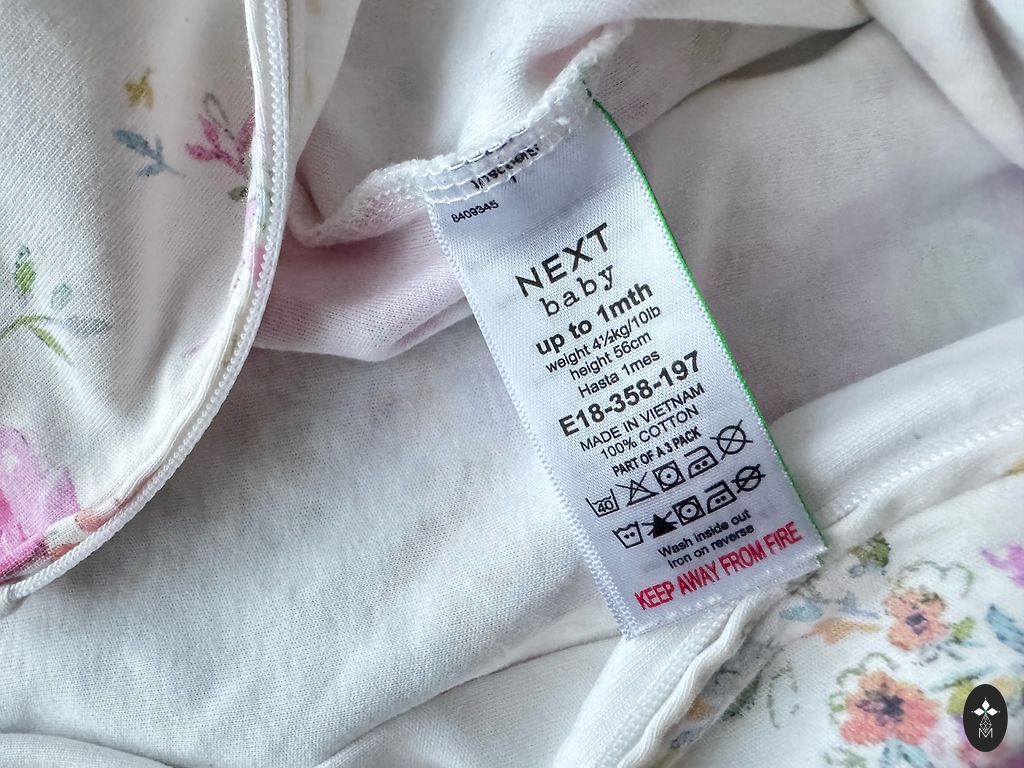 8409345
NEXT
baby
up to 1mth
weight 4½kg/10lb
height 56cm
Hasta 1mes
E18-358-197
MADE IN VIETNAM
100% COTTON
PART OF A 3 PACK
40
Wash inside out
Iron on reverse
KEEP AWAY FROM FIRE
M